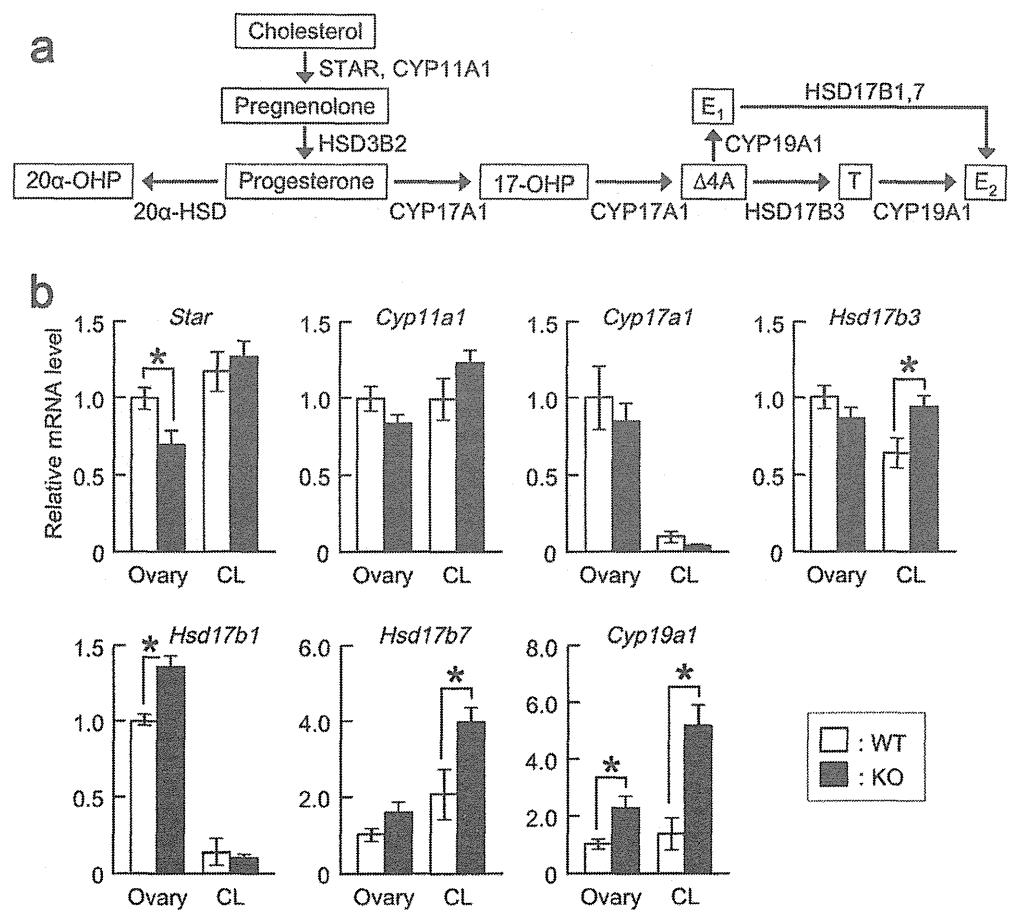 a
Cholesterol
STAR, CYP11A1
Pregnenolone
HSD3B2
E1
HSD17B1,7
CYP19A1
20α-OHP
Progesterone
17-OHP
Δ4A
T
E2
20α-HSD
CYP17A1
CYP17A1
HSD17B3
CYP19A1
b
Relative mRNA level
Star
1.5
*
1.0
0.5
0
Ovary CL
Cyp11a1
1.5
1.0
0.5
0
Ovary CL
Cyp17a1
1.5
1.0
0.5
0
Ovary CL
Hsd17b3
1.5
*
1.0
0.5
0
Ovary CL
Hsd17b1
1.5
*
1.0
0.5
0
Ovary CL
Hsd17b7
6.0
*
4.0
2.0
0
Ovary CL
Cyp19a1
8.0
*
6.0
4.0
*
2.0
0
Ovary CL
: WT
: KO